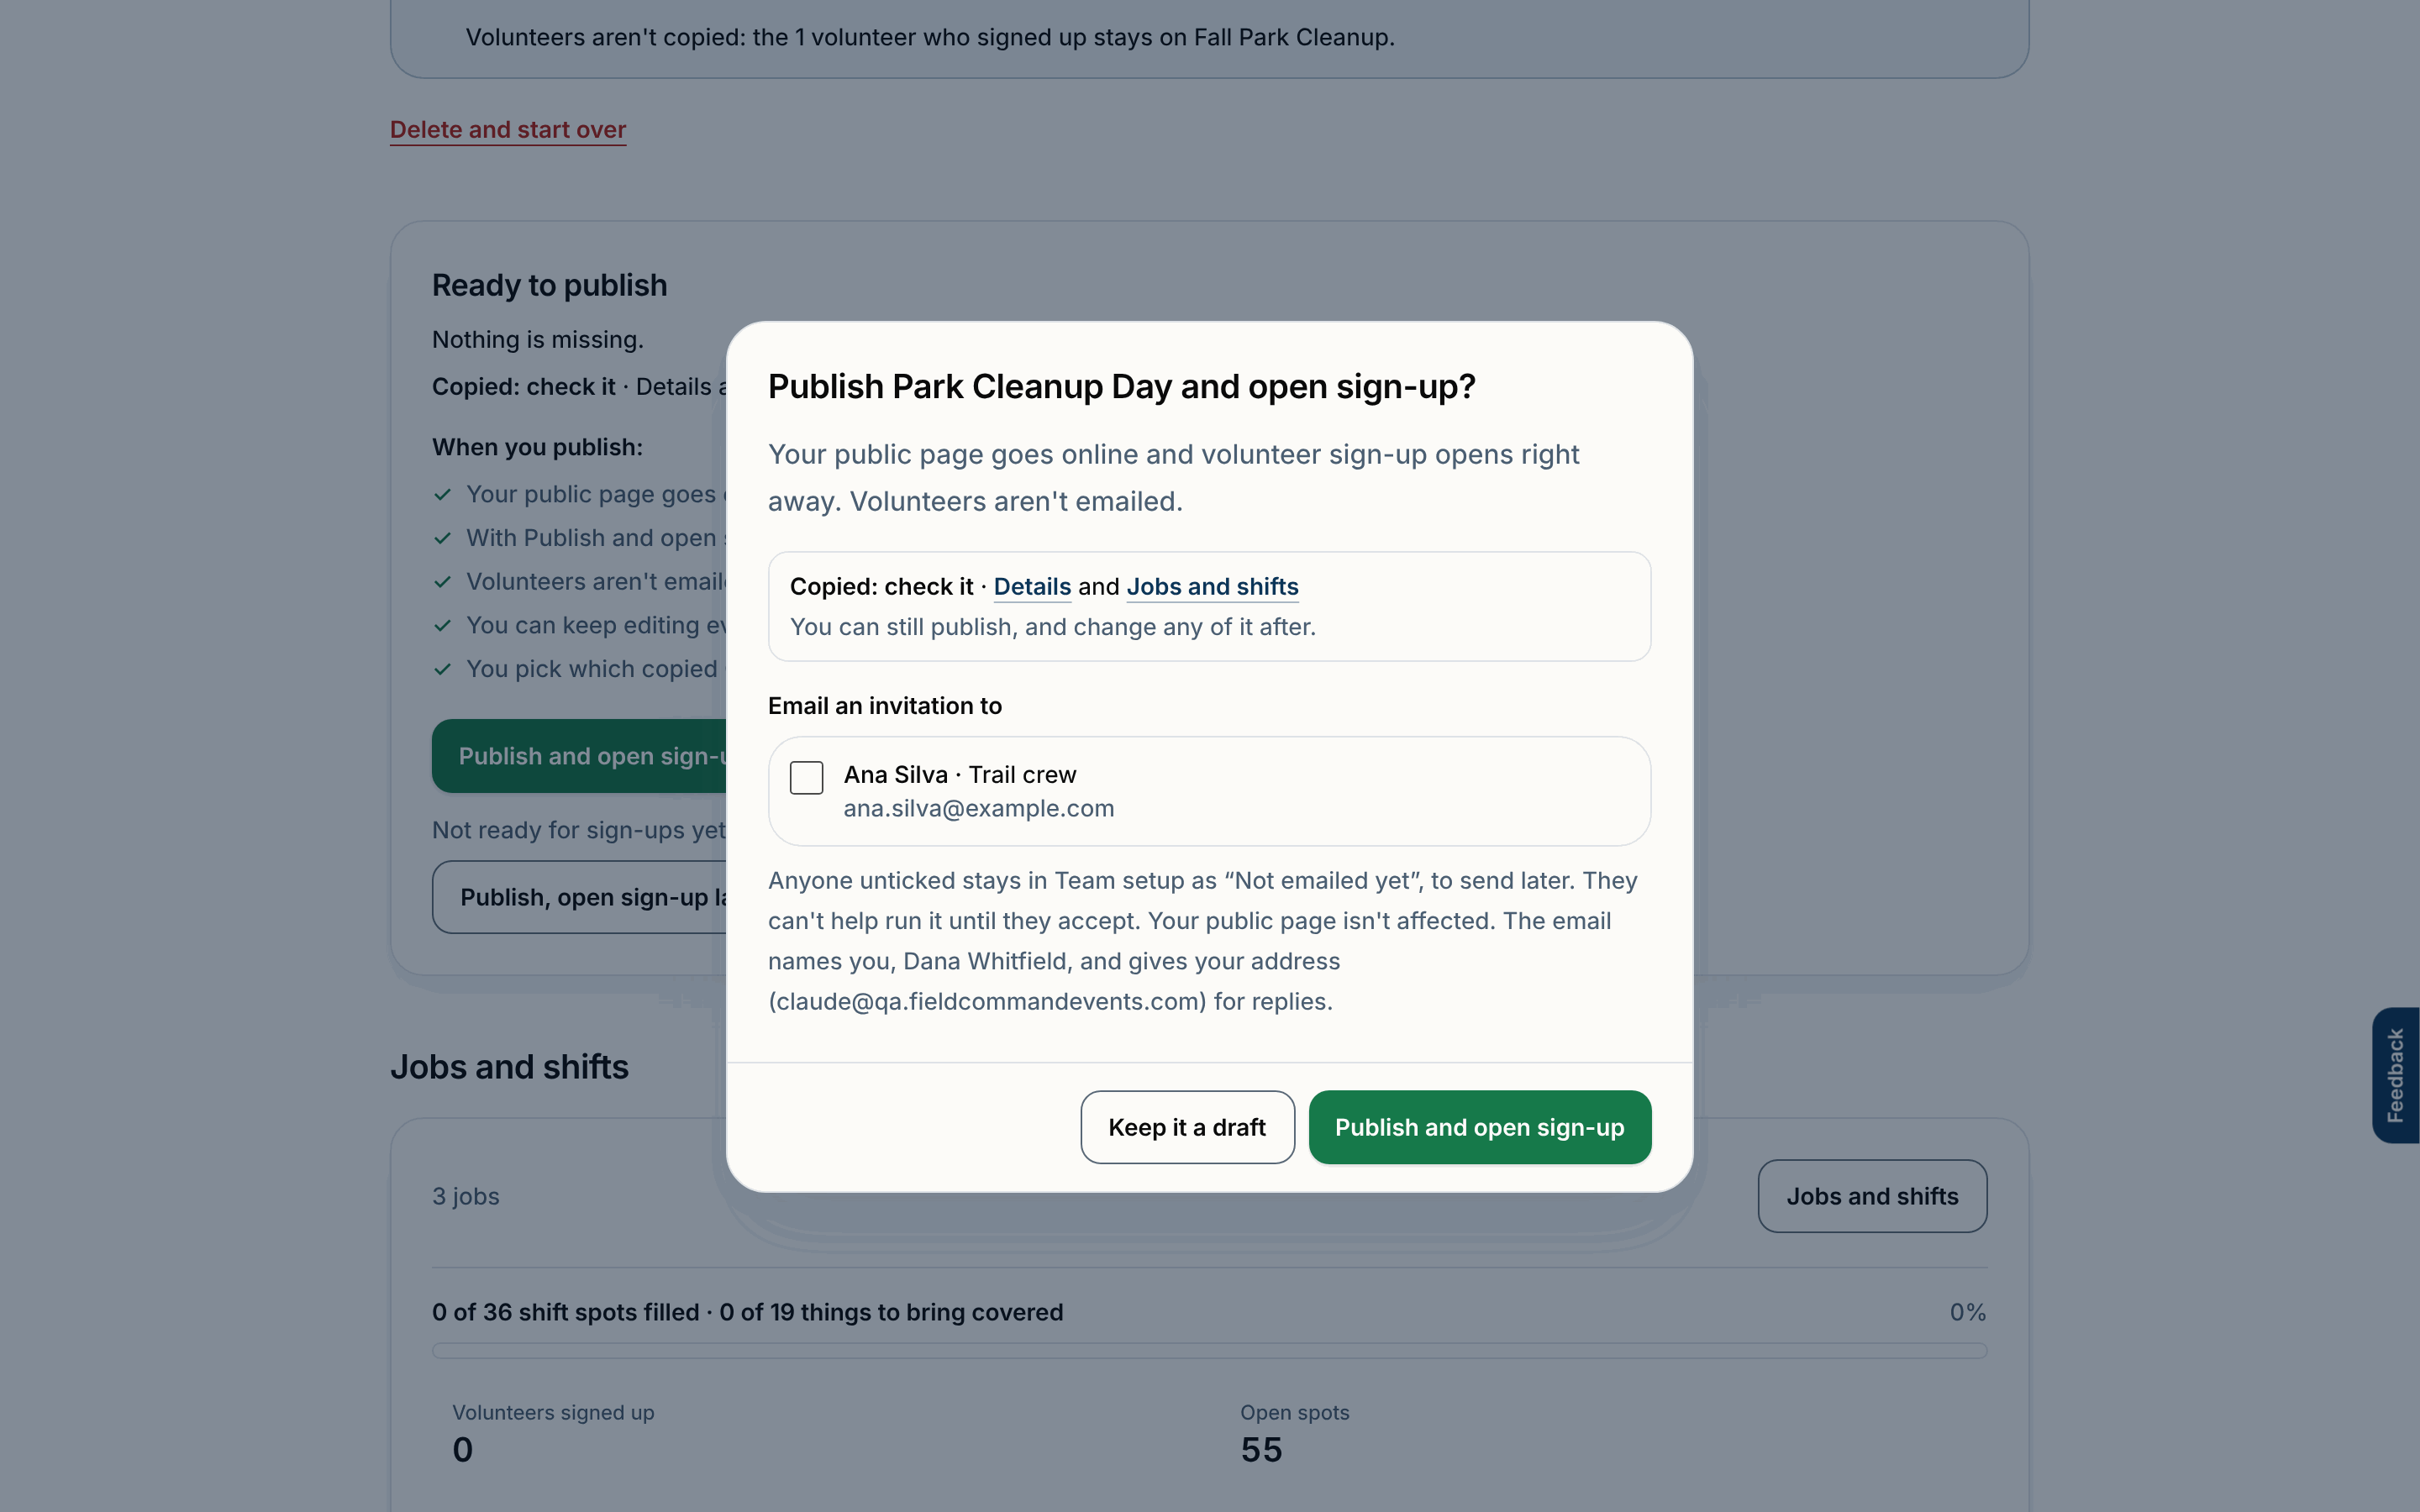 Volunteers aren't copied: the 1 volunteer who signed up stays on Fall Park Cleanup.
Delete and start over
Ready to publish
Nothing is missing.
Copied: check it · Details
When you publish:
Your public page goes
With Publish and open
Volunteers aren't
You can keep editing
You pick which copied
Publish and open
Not ready for sign-ups yet
Publish, open sign-up
Publish Park Cleanup Day and open sign-up?
Your public page goes online and volunteer sign-up opens right
away. Volunteers aren't emailed.
Copied: check it · Details and Jobs and shifts
You can still publish, and change any of it after.
Email an invitation to
Ana Silva · Trail crew
ana.silva@example.com
Anyone unticked stays in Team setup as “Not emailed yet”, to send later. They
can't help run it until they accept. Your public page isn't affected. The email
names you, Dana Whitfield, and gives your address
(claude@qa.fieldcommandevents.com) for replies.
Keep it a draft
Publish and open sign-up
Feedback
Jobs and shifts
3 jobs
Jobs and shifts
0 of 36 shift spots filled · 0 of 19 things to bring covered
0%
Volunteers signed up
0
Open spots
55